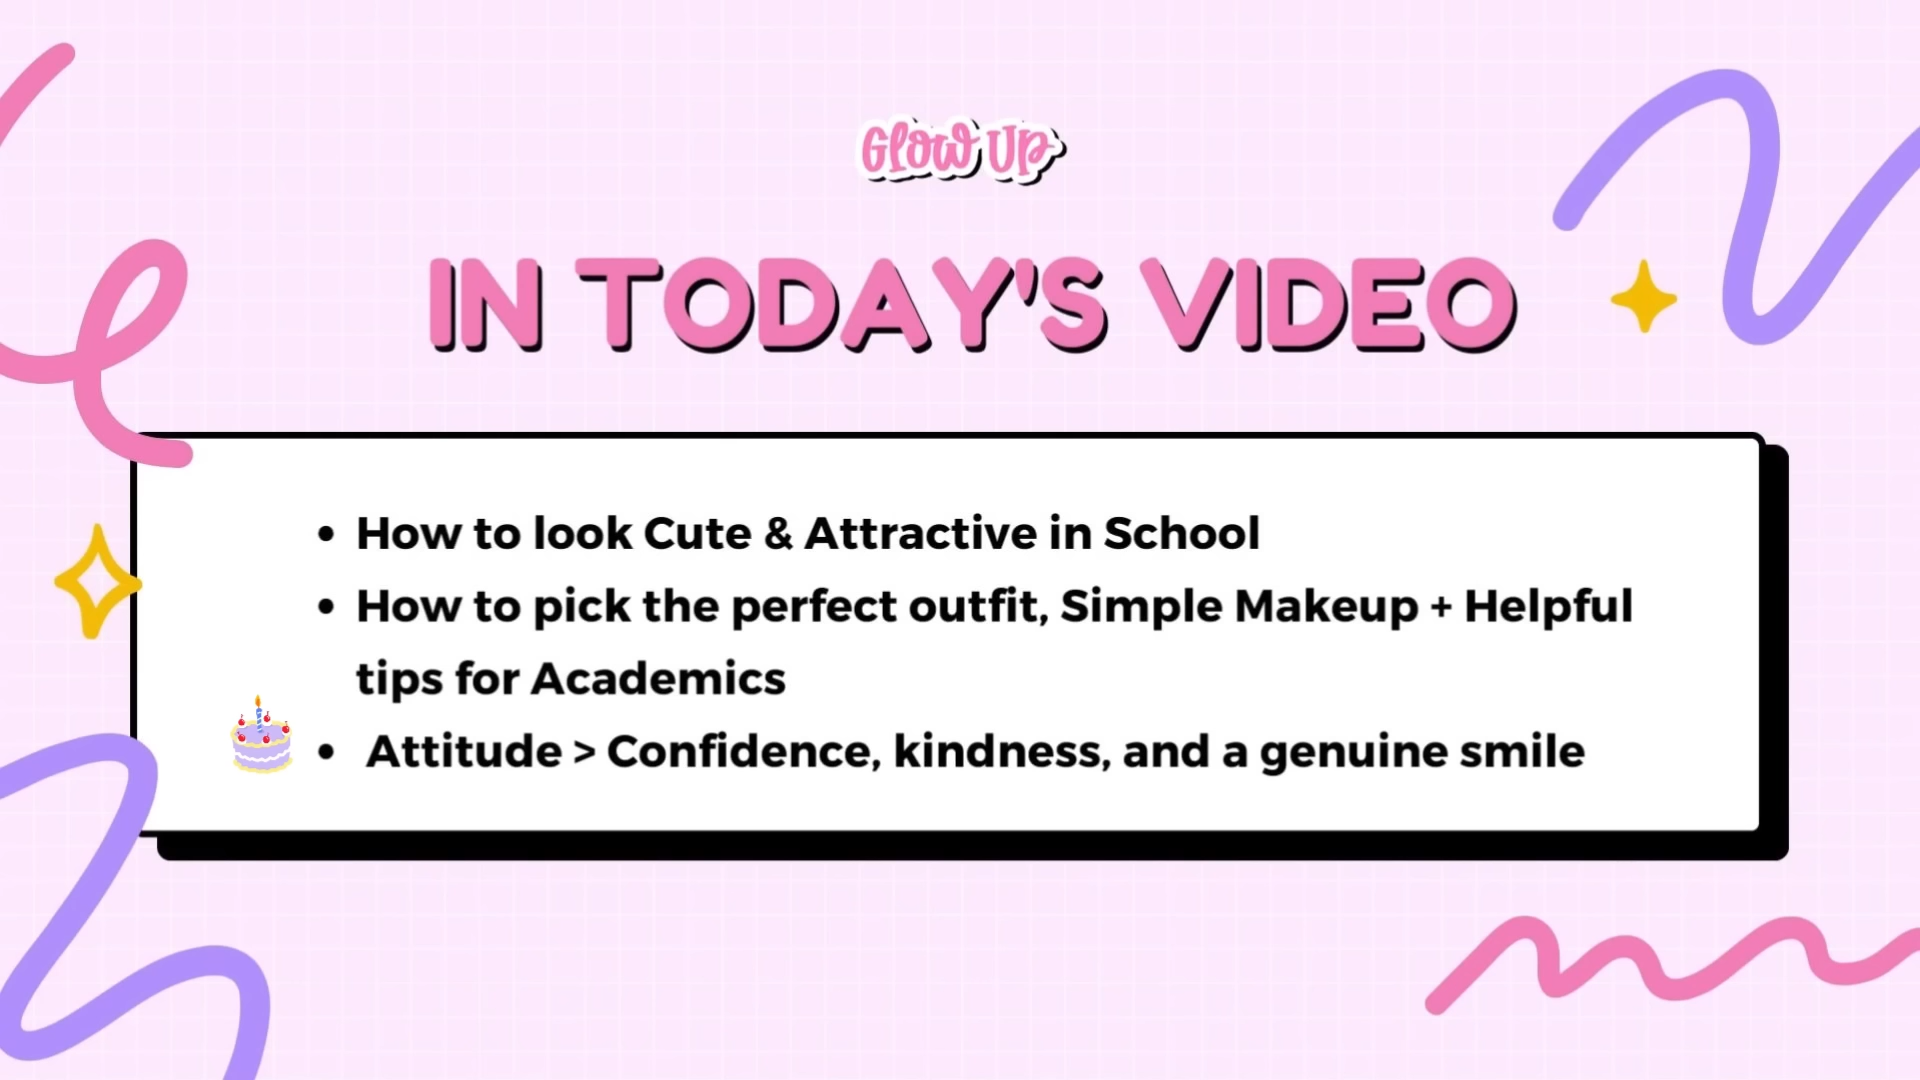 Glow Up
IN TODAY'S VIDEO
• How to look Cute & Attractive in School
• How to pick the perfect outfit, Simple Makeup + Helpful
tips for Academics
• Attitude > Confidence, kindness, and a genuine smile